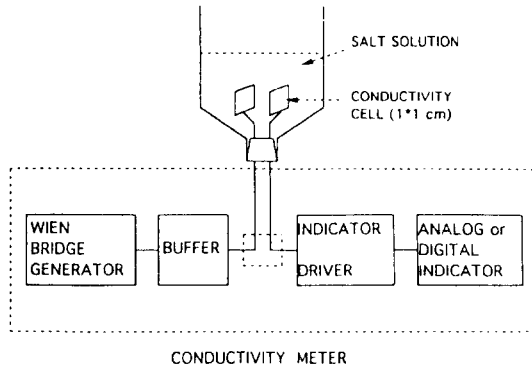 SALT SOLUTION
CONDUCTIVITY
CELL (1*1 cm)
WIEN
BRIDGE
GENERATOR
BUFFER
INDICATOR
DRIVER
ANALOG or
DIGITAL
INDICATOR
CONDUCTIVITY METER